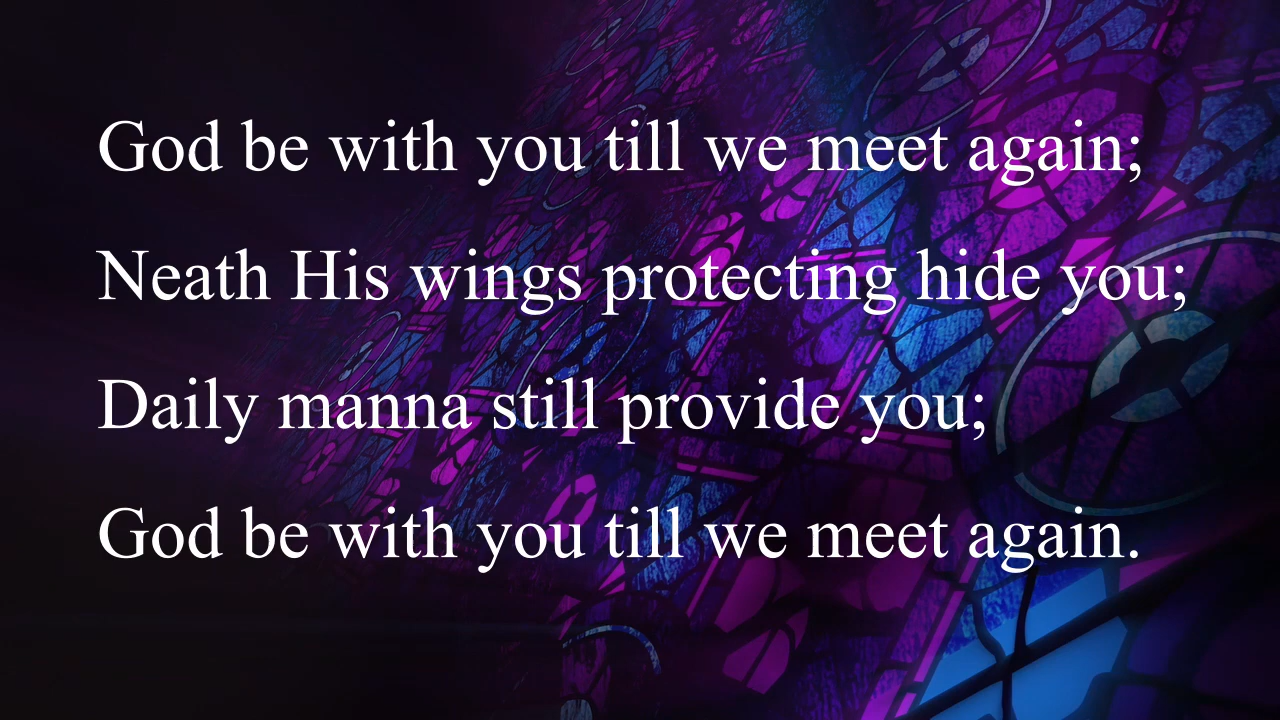 God be with you till we meet again;
Neath His wings protecting hide you;
Daily manna still provide you;
God be with you till we meet again.